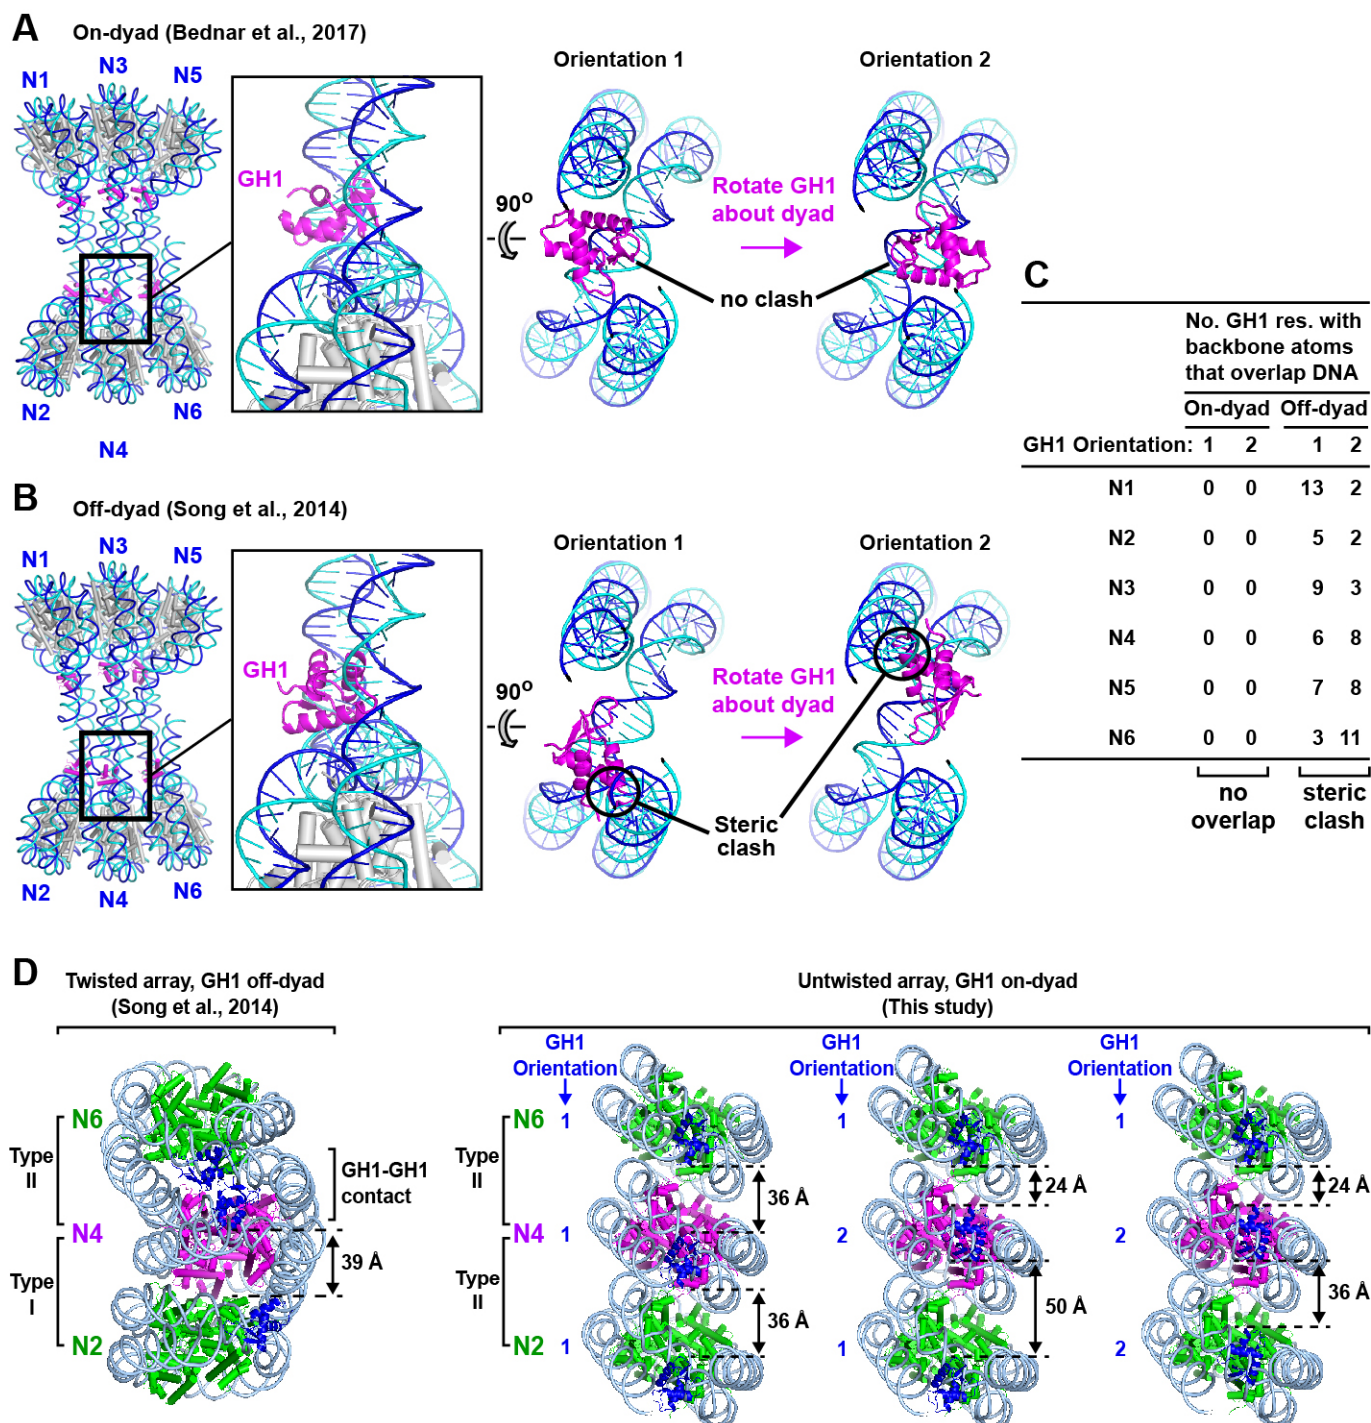 A
On-dyad (Bednar et al., 2017)
N1
N3
N5
GH1
N2
N6
N4
90°
Orientation 1
Orientation 2
Rotate GH1
about dyad
no clash
B
Off-dyad (Song et al., 2014)
N1
N3
N5
GH1
N2
N4
N6
90°
Orientation 1
Orientation 2
Rotate GH1
about dyad
Steric
clash
C
No. GH1 res. with
backbone atoms
that overlap DNA
On-dyad Off-dyad
GH1 Orientation: 1 2 1 2
N1 0 0 13 2
N2 0 0 5 2
N3 0 0 9 3
N4 0 0 6 8
N5 0 0 7 8
N6 0 0 3 11
no
overlap
steric
clash
D
Twisted array, GH1 off-dyad
(Song et al., 2014)
N6
Type
II
N4
Type
I
N2
GH1-GH1
contact
39 Å
Untwisted array, GH1 on-dyad
(This study)
GH1
Orientation
N6 1
Type
II
36 Å
N4 1
Type
II
36 Å
N2 1
GH1
Orientation
1
24 Å
2
50 Å
1
GH1
Orientation
1
24 Å
2
36 Å
2